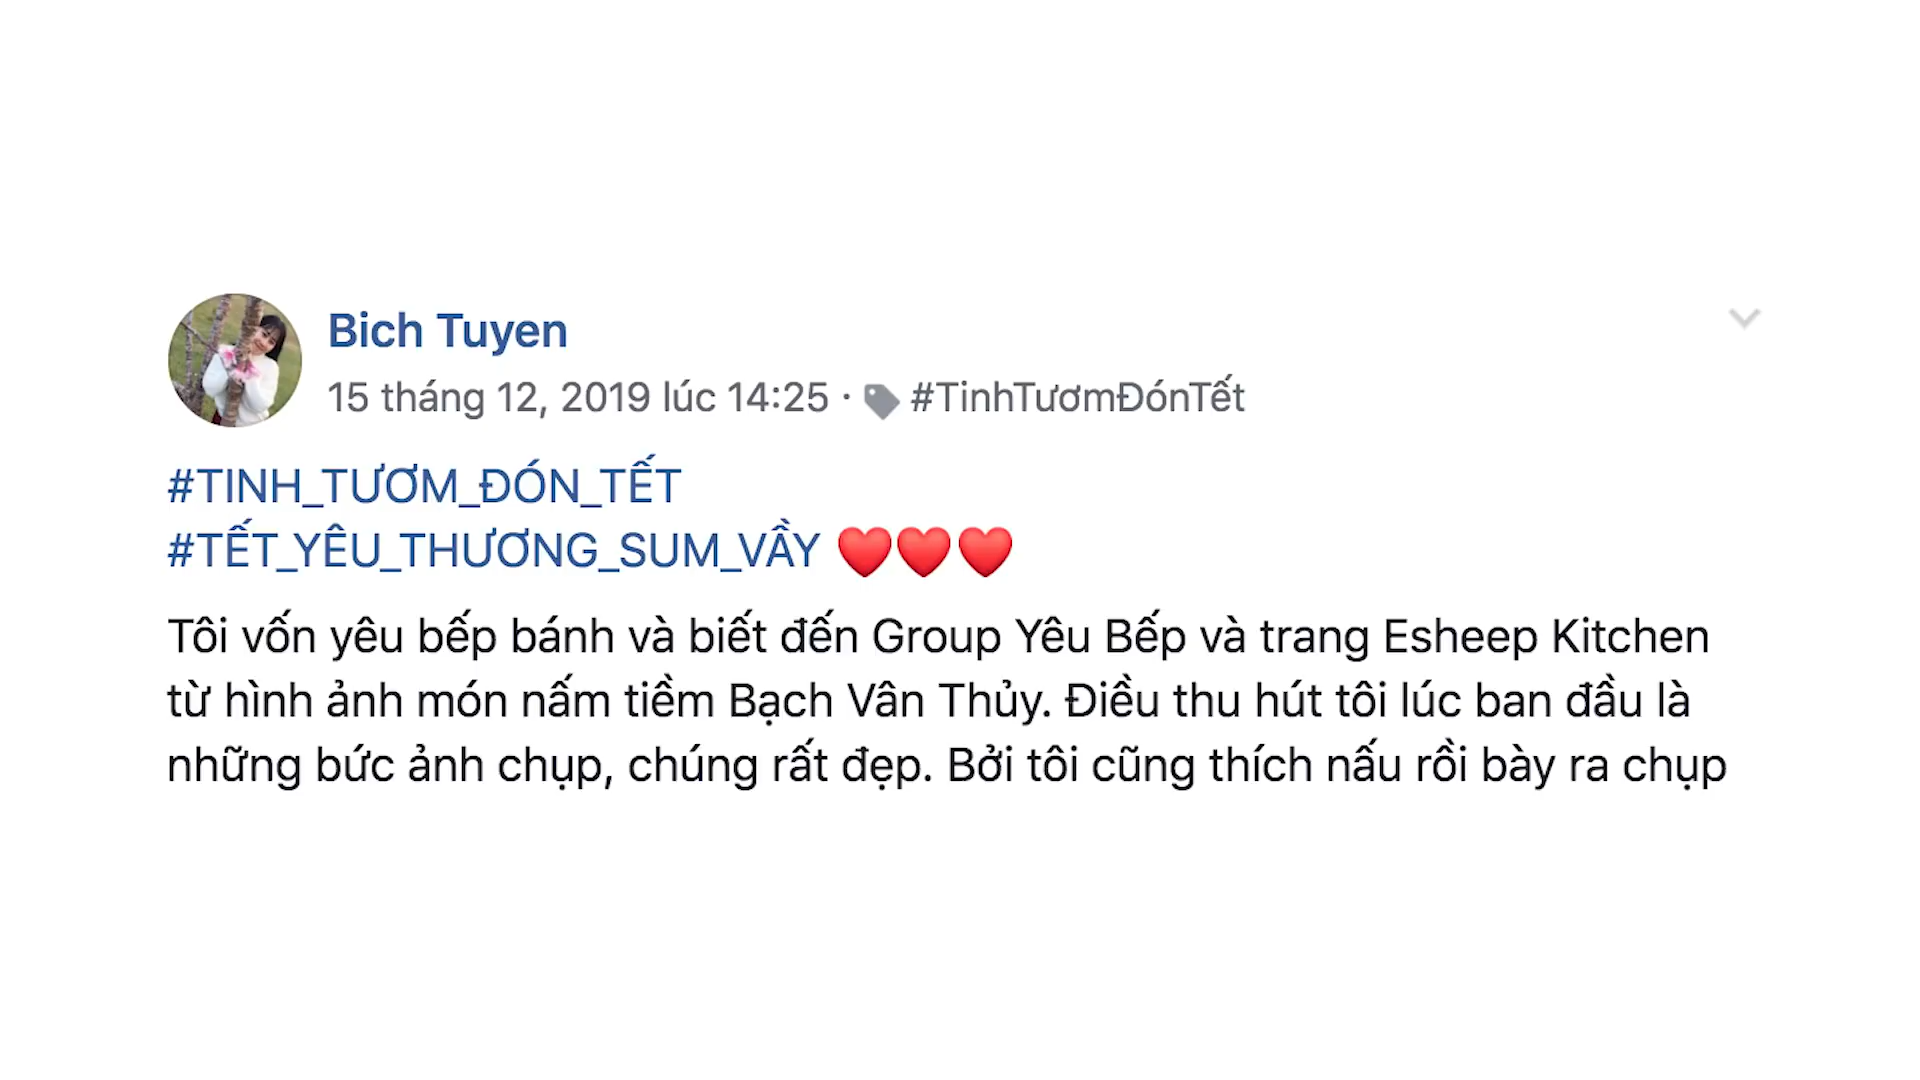 Bich Tuyen
15 tháng 12, 2019 lúc 14:25 · #TinhTươmĐónTết
#TINH_TƯƠM_ĐÓN_TẾT
#TẾT_YÊU_THƯƠNG_SUM_VẦY ❤️❤️❤️
Tôi vốn yêu bếp bánh và biết đến Group Yêu Bếp và trang Esheep Kitchen
từ hình ảnh món nấm tiềm Bạch Vân Thủy. Điều thu hút tôi lúc ban đầu là
những bức ảnh chụp, chúng rất đẹp. Bởi tôi cũng thích nấu rồi bày ra chụp